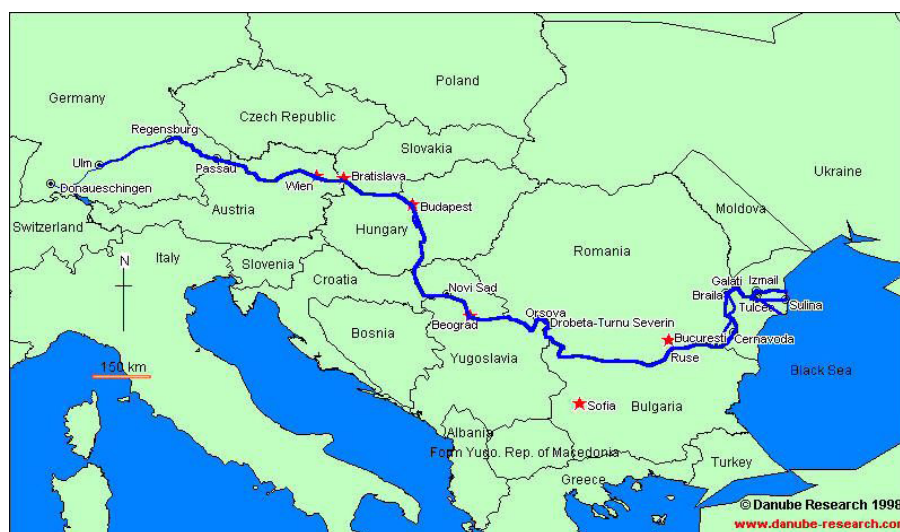 Poland
Germany
Czech Republic
Regensburg
Slovakia
Ukraine
Ulm
Passau
Donaueschingen
Wien
Bratislava
Moldova
Austria
Budapest
Switzerland
Hungary
Romania
Italy
N
Slovenia
Croatia
Novi Sad
Galati
Izmail
Braila
Tulcea
Sulina
Orsova
Beograd
Drobeta-Turnu Severin
Bosnia
Bucuresti
Cernavoda
Yugoslavia
Ruse
150 km
Black Sea
Sofia
Bulgaria
Albania
Form Yugo. Rep. of Macedonia
Turkey
Greece
© Danube Research 1998
www.danube-research.com